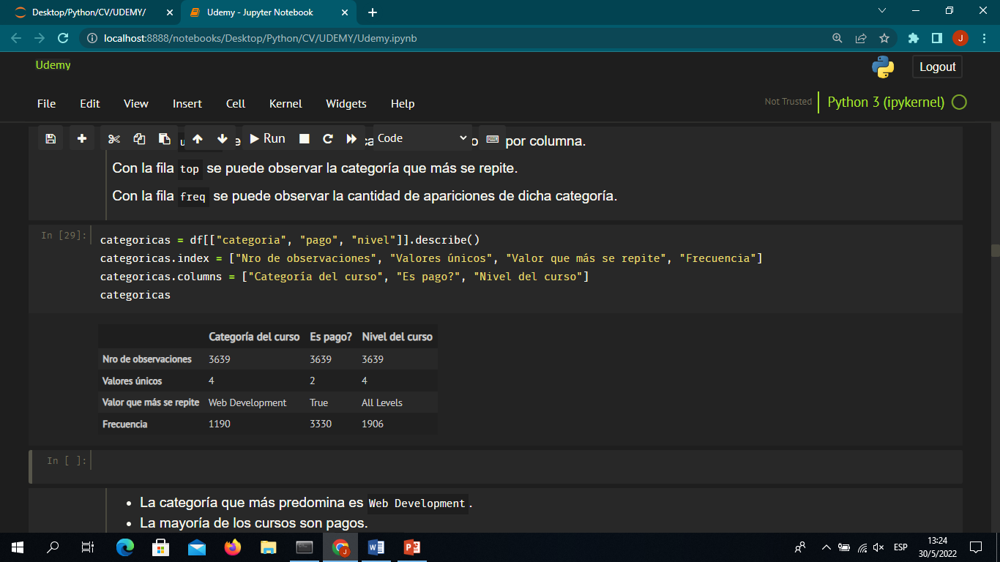 Desktop/Python/CV/UDEMY/
Udemy - Jupyter Notebook
localhost:8888/notebooks/Desktop/Python/CV/UDEMY/Udemy.ipynb
J
Udemy
Logout
File Edit View Insert Cell Kernel Widgets Help
Not Trusted
Python 3 (ipykernel)
Run
Code
por columna.
Con la fila top se puede observar la categoría que más se repite.
Con la fila freq se puede observar la cantidad de apariciones de dicha categoría.
In [29]:
categoricas = df[["categoria", "pago", "nivel"]].describe()
categoricas.index = ["Nro de observaciones", "Valores únicos", "Valor que más se repite", "Frecuencia"]
categoricas.columns = ["Categoría del curso", "Es pago?", "Nivel del curso"]
categoricas
Categoría del curso Es pago? Nivel del curso
Nro de observaciones 3639 3639 3639
Valores únicos 4 2 4
Valor que más se repite Web Development True All Levels
Frecuencia 1190 3330 1906
In [ ]:
• La categoría que más predomina es Web Development.
• La mayoría de los cursos son pagos.
ESP
13:24
30/5/2022